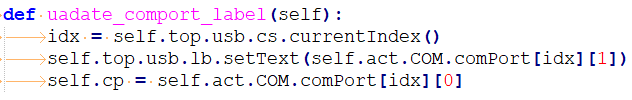 def uadate_comport_label(self):
idx = self.top.usb.cs.currentIndex()
self.top.usb.lb.setText(self.act.COM.comPort[idx][1])
self.cp = self.act.COM.comPort[idx][0]